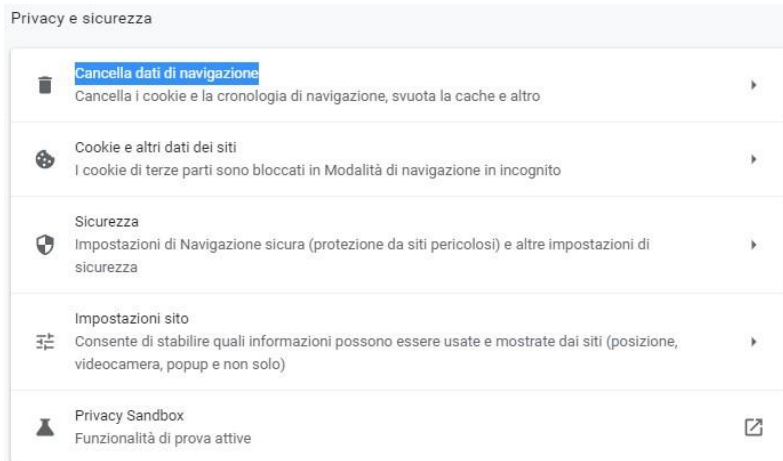 Privacy e sicurezza
Cancella dati di navigazione
Cancella i cookie e la cronologia di navigazione, svuota la cache e altro
Cookie e altri dati dei siti
I cookie di terze parti sono bloccati in Modalità di navigazione in incognito
Sicurezza
Impostazioni di Navigazione sicura (protezione da siti pericolosi) e altre impostazioni di
sicurezza
Impostazioni sito
Consente di stabilire quali informazioni possono essere usate e mostrate dai siti (posizione,
videocamera, popup e non solo)
Privacy Sandbox
Funzionalità di prova attive